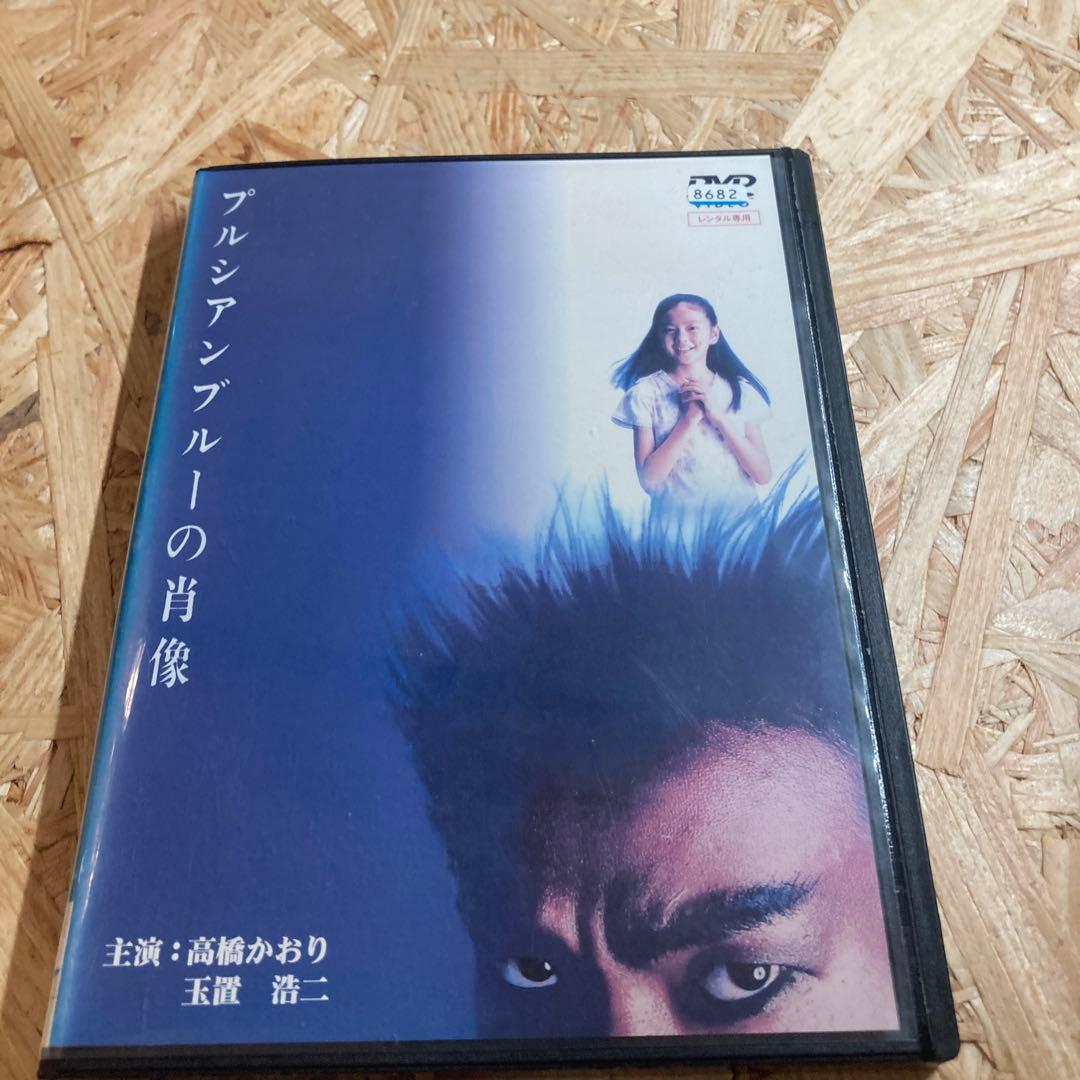 プルシアンブルーの肖像
DVD
8682
VIDEO
レンタル専用
主演：高橋かおり
玉置　浩二